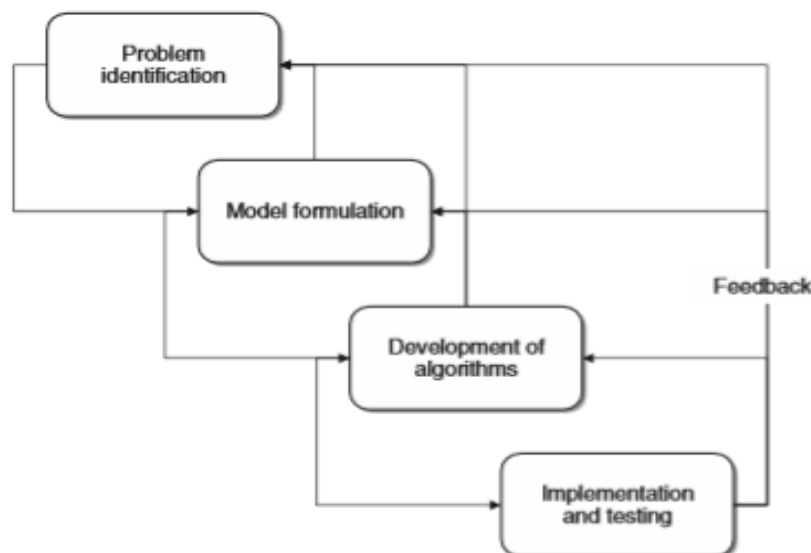 Problem
identification
Model formulation
Feedback
Development of
algorithms
Implementation
and testing